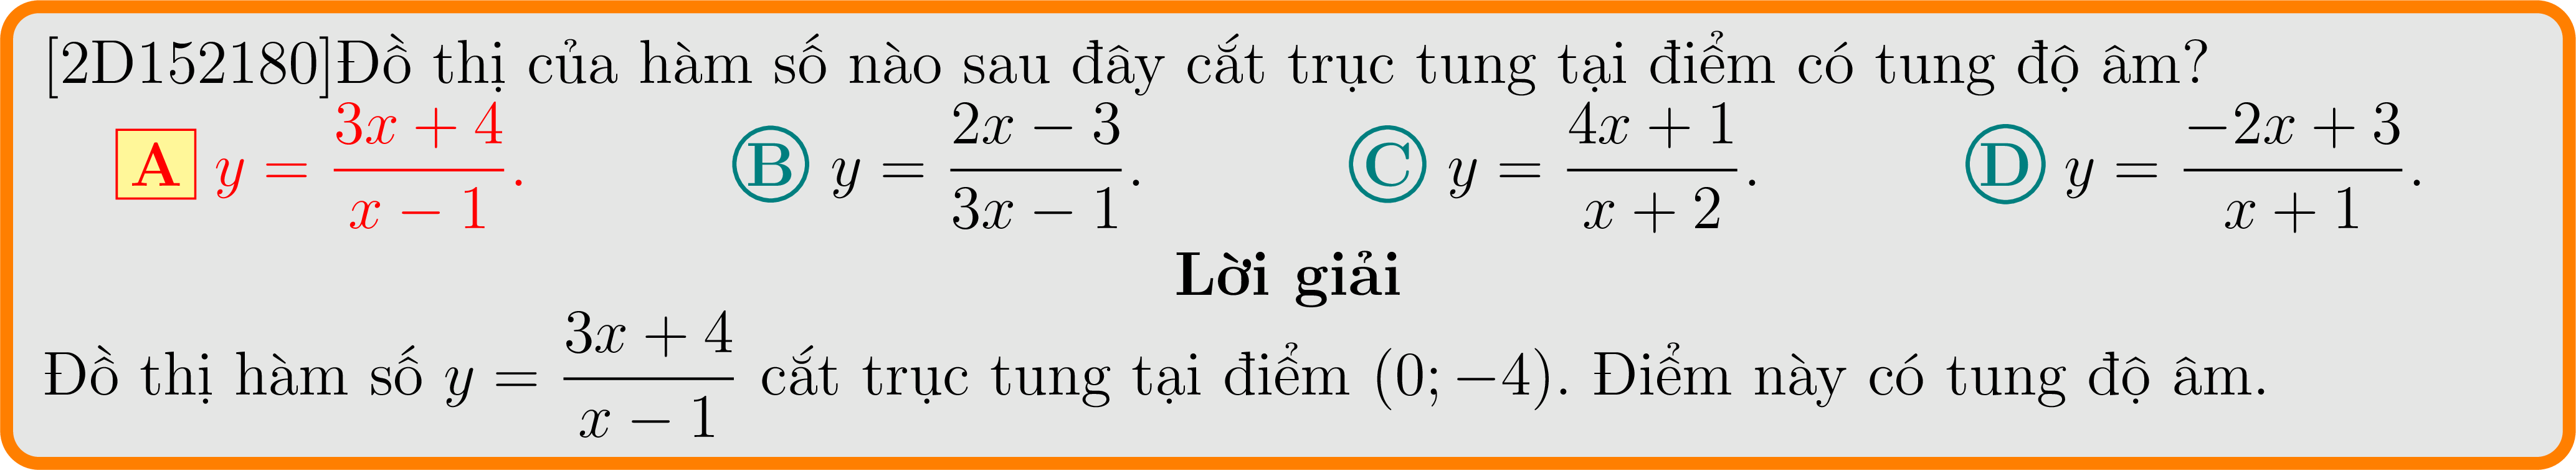 [2D152180]Đồ thị của hàm số nào sau đây cắt trục tung tại điểm có tung độ âm?
A y = \frac{3x + 4}{x − 1}. B y = \frac{2x − 3}{3x − 1}. C y = \frac{4x + 1}{x + 2}. D y = \frac{−2x + 3}{x + 1}.
Lời giải
Đồ thị hàm số y = \frac{3x + 4}{x − 1} cắt trục tung tại điểm (0; −4). Điểm này có tung độ âm.